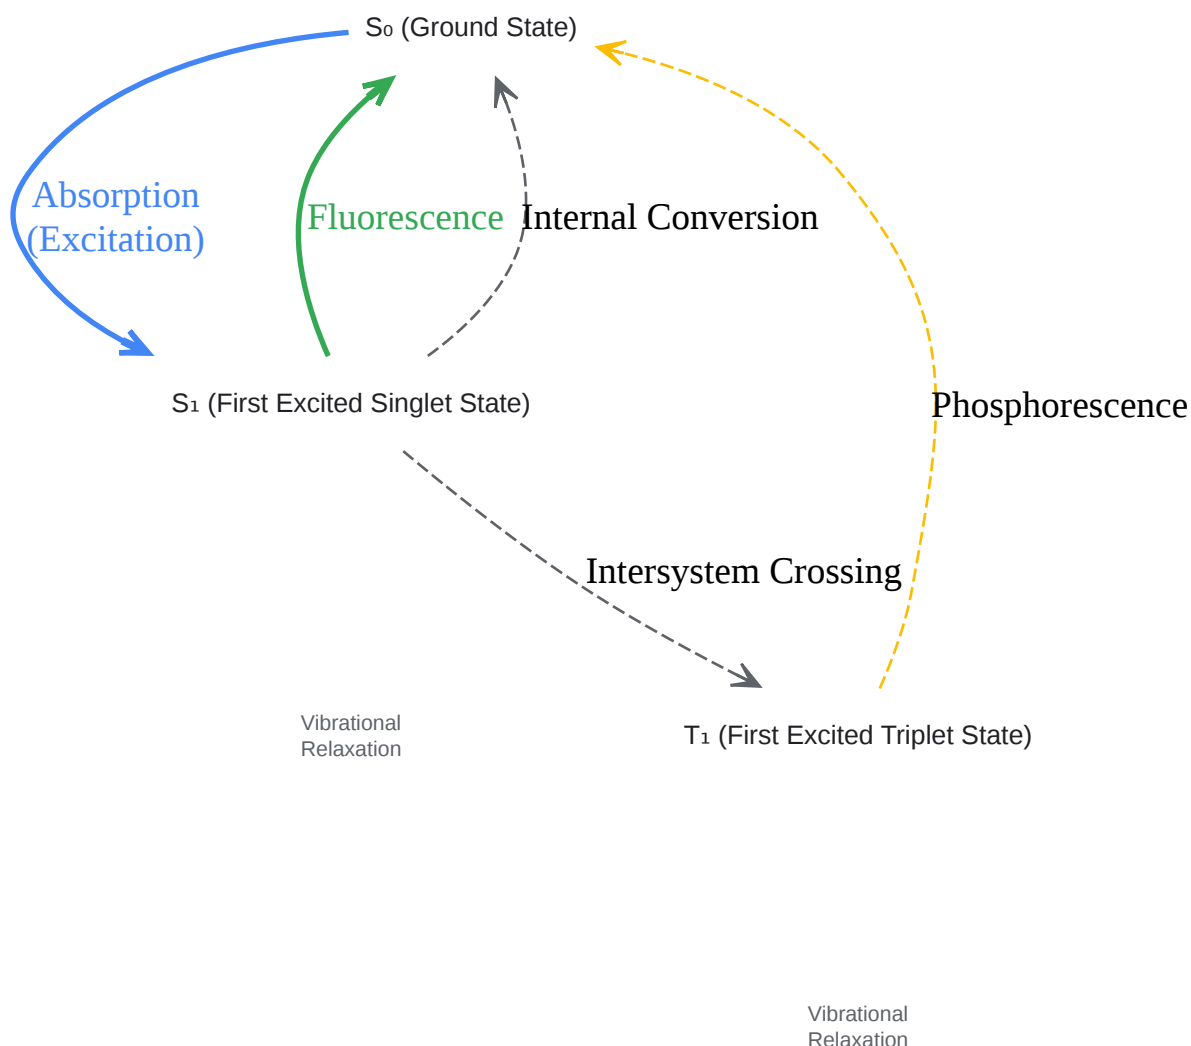 S₀ (Ground State)
Absorption
(Excitation)
Fluorescence
Internal Conversion
S₁ (First Excited Singlet State)
Phosphorescence
Intersystem Crossing
Vibrational
Relaxation
T₁ (First Excited Triplet State)
Vibrational
Relaxation